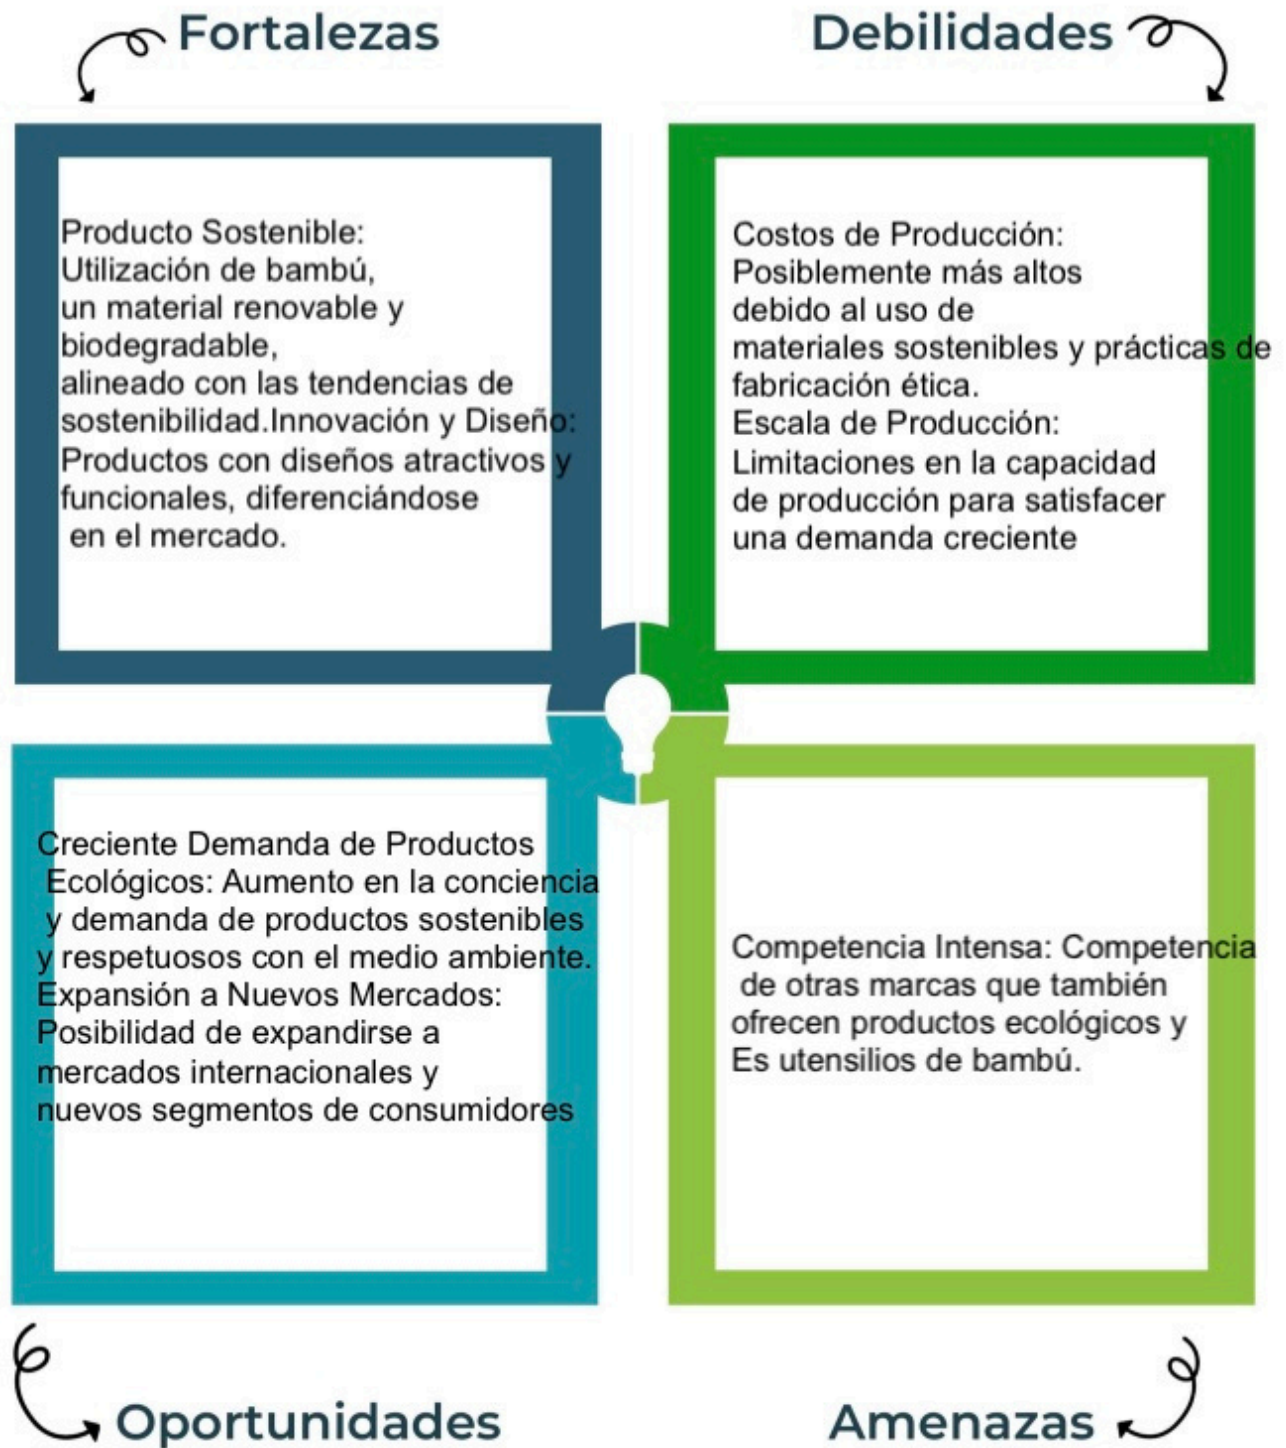 Fortalezas
Producto Sostenible:
Utilización de bambú,
un material renovable y
biodegradable,
alineado con las tendencias de
sostenibilidad.Innovación y Diseño:
Productos con diseños atractivos y
funcionales, diferenciándose
en el mercado.
Debilidades
Costos de Producción:
Posiblemente más altos
debido al uso de
materiales sostenibles y prácticas de
fabricación ética.
Escala de Producción:
Limitaciones en la capacidad
de producción para satisfacer
una demanda creciente
Creciente Demanda de Productos
Ecológicos: Aumento en la conciencia
y demanda de productos sostenibles
y respetuosos con el medio ambiente.
Expansión a Nuevos Mercados:
Posibilidad de expandirse a
mercados internacionales y
nuevos segmentos de consumidores
Oportunidades
Competencia Intensa: Competencia
de otras marcas que también
ofrecen productos ecológicos y
Es utensilios de bambú.
Amenazas